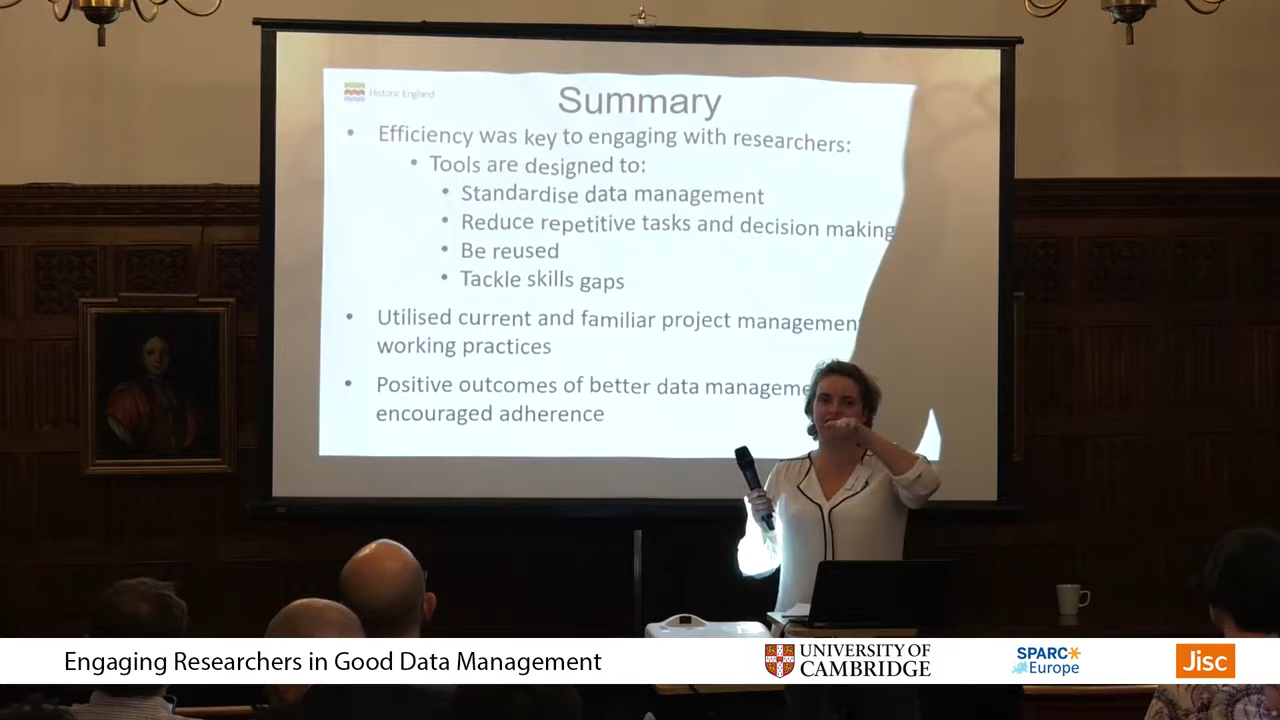 Historic England
Summary
• Efficiency was key to engaging with researchers:
• Tools are designed to:
• Standardise data management
• Reduce repetitive tasks and decision making
• Be reused
• Tackle skills gaps
• Utilised current and familiar project managemen
working practices
• Positive outcomes of better data manageme
encouraged adherence
Engaging Researchers in Good Data Management
UNIVERSITY OF
CAMBRIDGE
SPARC
Europe
Jisc